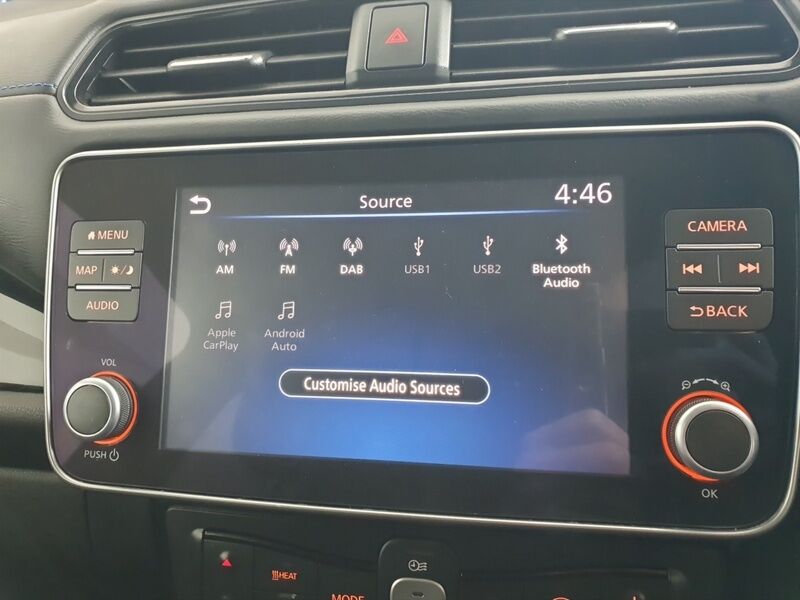 Source
4:46
MENU
MAP
AUDIO
VOL
PUSH
AM
FM
DAB
USB1
USB2
Bluetooth
Audio
Apple
CarPlay
Android
Auto
Customise Audio Sources
CAMERA
BACK
OK
HEAT
MODE